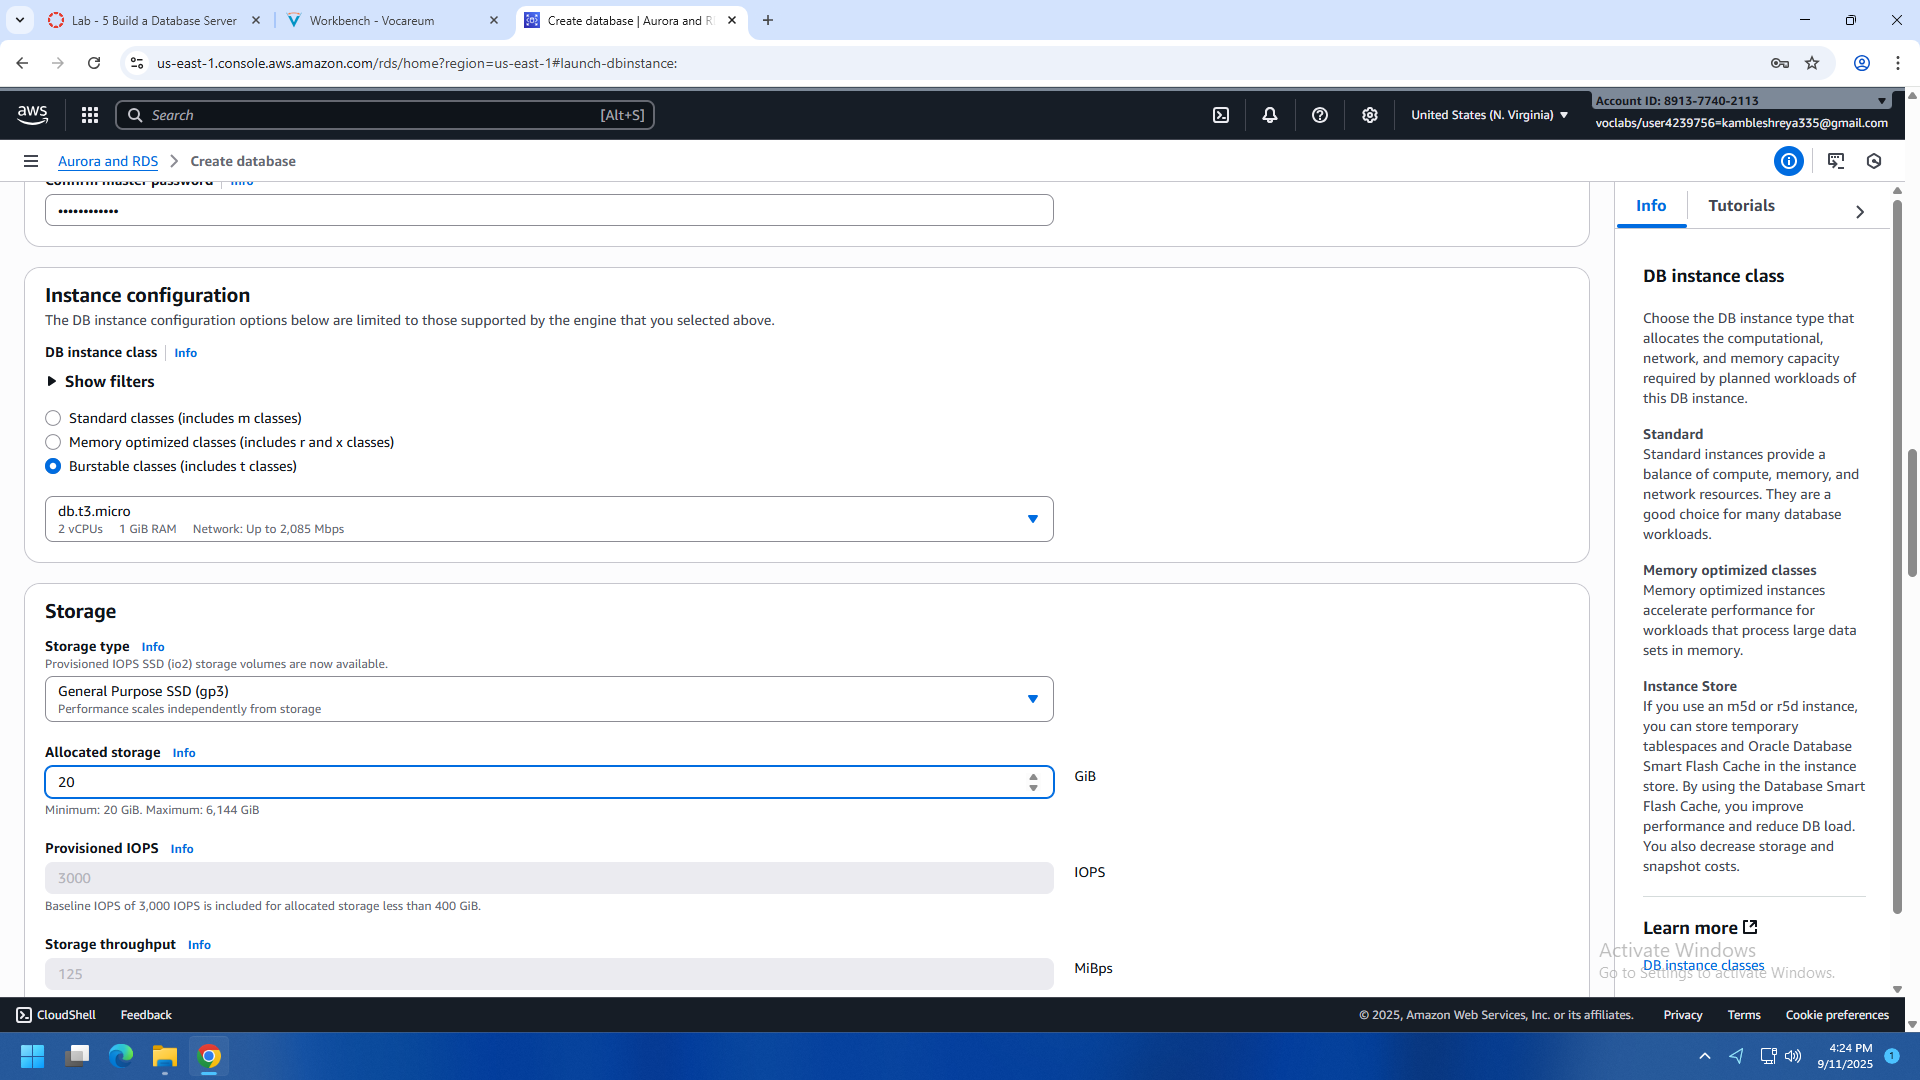 Lab - 5 Build a Database Server
Workbench - Vocareum
Create database | Aurora and R
us-east-1.console.aws.amazon.com/rds/home?region=us-east-1#launch-dbinstance:
aws
Search
[Alt+S]
United States (N. Virginia)
Account ID: 8913-7740-2113
voclabs/user4239756=kambleshreya335@gmail.com
Aurora and RDS
Create database
Confirm master password
Info
••••••••••••
Instance configuration
The DB instance configuration options below are limited to those supported by the engine that you selected above.
DB instance class
Info
Show filters
Standard classes (includes m classes)
Memory optimized classes (includes r and x classes)
Burstable classes (includes t classes)
db.t3.micro
2 vCPUs 1 GiB RAM Network: Up to 2,085 Mbps
Storage
Storage type Info
Provisioned IOPS SSD (io2) storage volumes are now available.
General Purpose SSD (gp3)
Performance scales independently from storage
Allocated storage Info
20
GiB
Minimum: 20 GiB. Maximum: 6,144 GiB
Provisioned IOPS Info
3000
IOPS
Baseline IOPS of 3,000 IOPS is included for allocated storage less than 400 GiB.
Storage throughput Info
125
MiBps
Info
Tutorials
DB instance class
Choose the DB instance type that
allocates the computational,
network, and memory capacity
required by planned workloads of
this DB instance.
Standard
Standard instances provide a
balance of compute, memory, and
network resources. They are a
good choice for many database
workloads.
Memory optimized classes
Memory optimized instances
accelerate performance for
workloads that process large data
sets in memory.
Instance Store
If you use an m5d or r5d instance,
you can store temporary
tablespaces and Oracle Database
Smart Flash Cache in the instance
store. By using the Database Smart
Flash Cache, you improve
performance and reduce DB load.
You also decrease storage and
snapshot costs.
Learn more
DB instance classes
Activate Windows
Go to Settings to activate Windows.
CloudShell
Feedback
© 2025, Amazon Web Services, Inc. or its affiliates.
Privacy
Terms
Cookie preferences
4:24 PM
9/11/2025
1